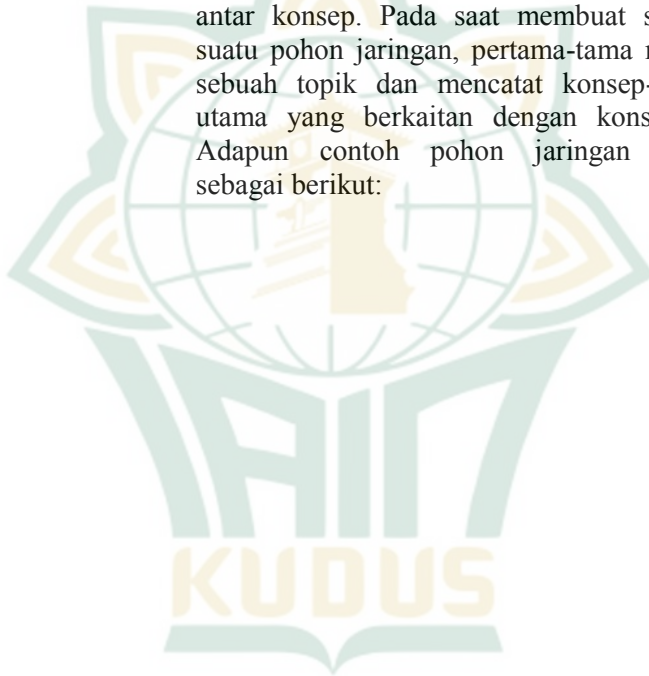 antar konsep. Pada saat membuat s
suatu pohon jaringan, pertama-tama
sebuah topik dan mencatat konsep-
utama yang berkaitan dengan kons
Adapun contoh pohon jaringan
sebagai berikut:
IAIN
KUDUS